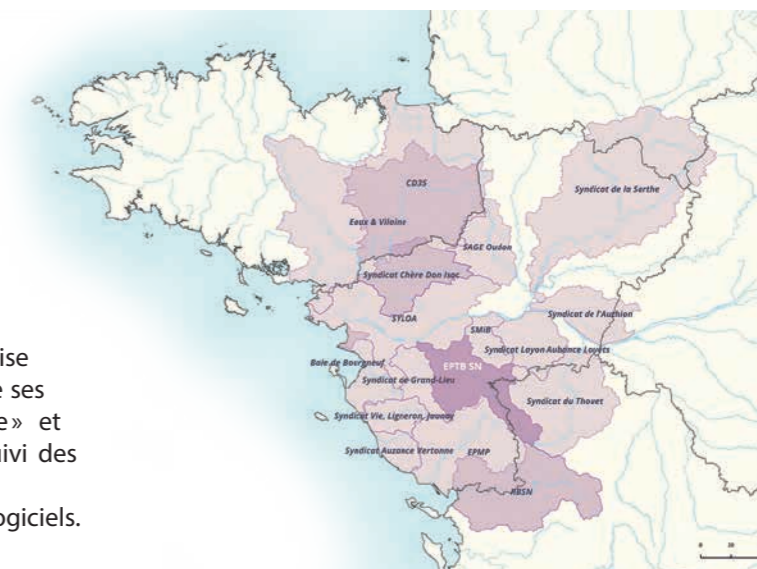 CD35
Syndicat de la Sarthe
Eaux & Vilaine
SAGE Oudon
Syndicat Chère Don Isac
SYLOA
Syndicat de l'Authion
SMiB
Syndicat Layon Aubance Louets
Baie de Bourgneuf
EPTB SN
Syndicat de Grand-Lieu
Syndicat du Thouet
Syndicat Vie, Ligneron, Jaunay
Syndicat Auzance Vertonne
EPMP
RBSN
0
ise
e ses
e» et
uivi des
ogiciels.